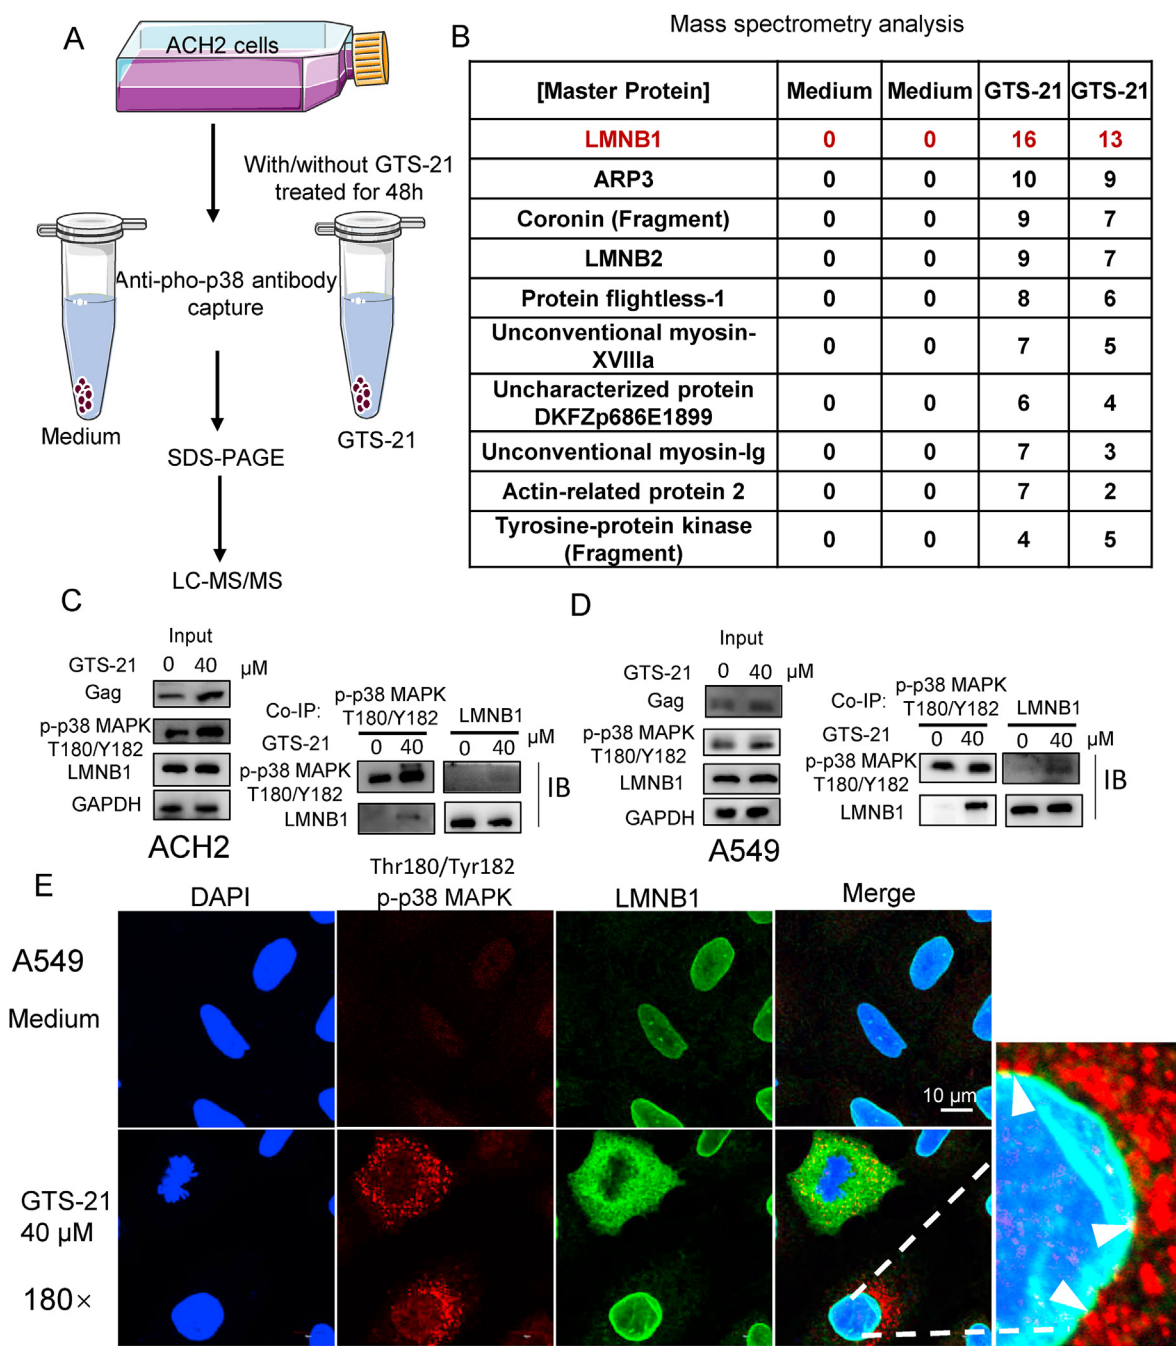 A
ACH2 cells
With/without GTS-21
treated for 48h
Anti-pho-p38 antibody
capture
Medium
GTS-21
SDS-PAGE
LC-MS/MS
B
Mass spectrometry analysis
[Master Protein] Medium Medium GTS-21 GTS-21
LMNB1 0 0 16 13
ARP3 0 0 10 9
Coronin (Fragment) 0 0 9 7
LMNB2 0 0 9 7
Protein flightless-1 0 0 8 6
Unconventional myosin-
XVIIIa 0 0 7 5
Uncharacterized protein
DKFZp686E1899 0 0 6 4
Unconventional myosin-Ig 0 0 7 3
Actin-related protein 2 0 0 7 2
Tyrosine-protein kinase
(Fragment) 0 0 4 5
C
Input
GTS-21 0 40 µM
Gag
p-p38 MAPK
T180/Y182
LMNB1
GAPDH
ACH2
Co-IP:
p-p38 MAPK
T180/Y182
LMNB1
GTS-21 0 40 0 40 µM
p-p38 MAPK
T180/Y182
LMNB1
IB
D
Input
GTS-21 0 40 µM
Gag
p-p38 MAPK
T180/Y182
LMNB1
GAPDH
A549
Co-IP:
p-p38 MAPK
T180/Y182
LMNB1
GTS-21 0 40 0 40 µM
p-p38 MAPK
T180/Y182
LMNB1
IB
E
DAPI
Thr180/Tyr182
p-p38 MAPK
LMNB1
Merge
A549
Medium
10 µm
GTS-21
40 µM
180×